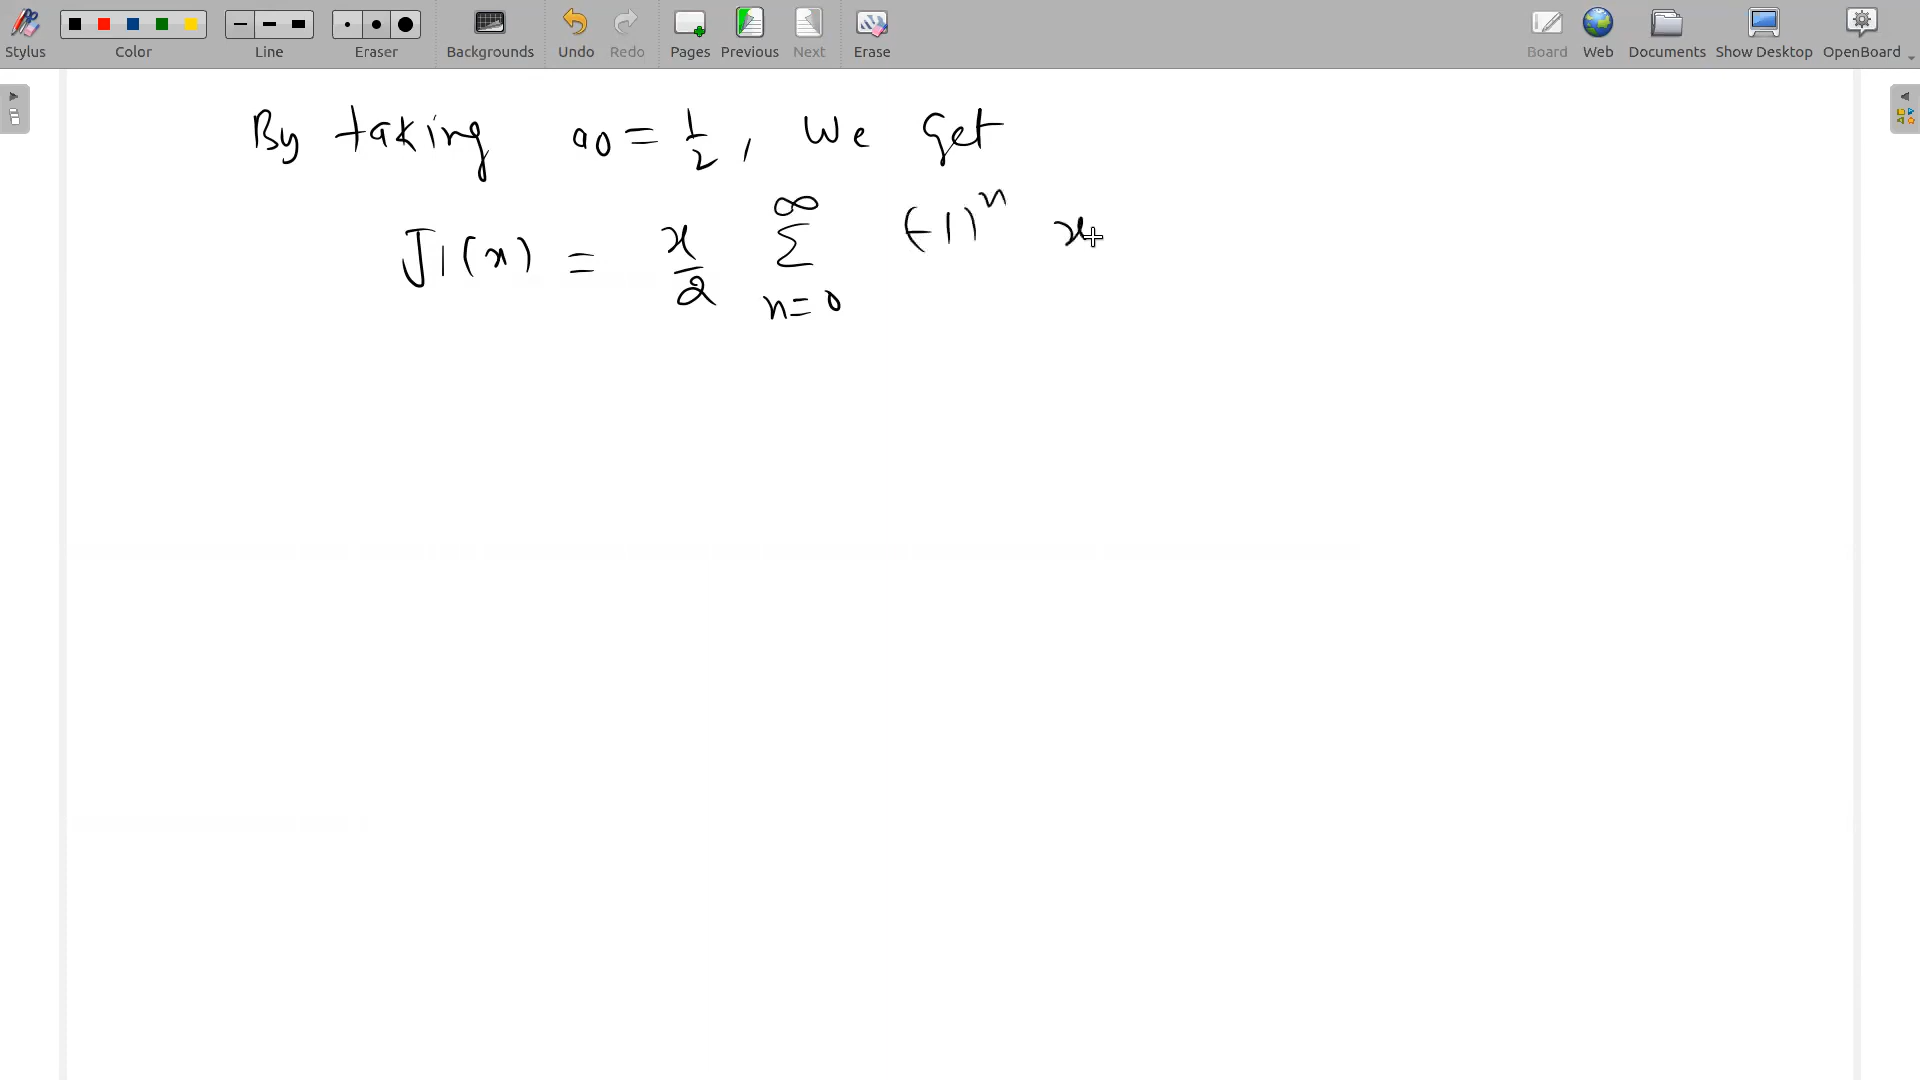 Stylus Color Line Eraser Backgrounds Undo Redo Pages Previous Next Erase Board Web Documents Show Desktop OpenBoard
By taking a0 = 1/2, We Get
J1(x) = x/2 ∞ Σ n=0 (-1)^n x